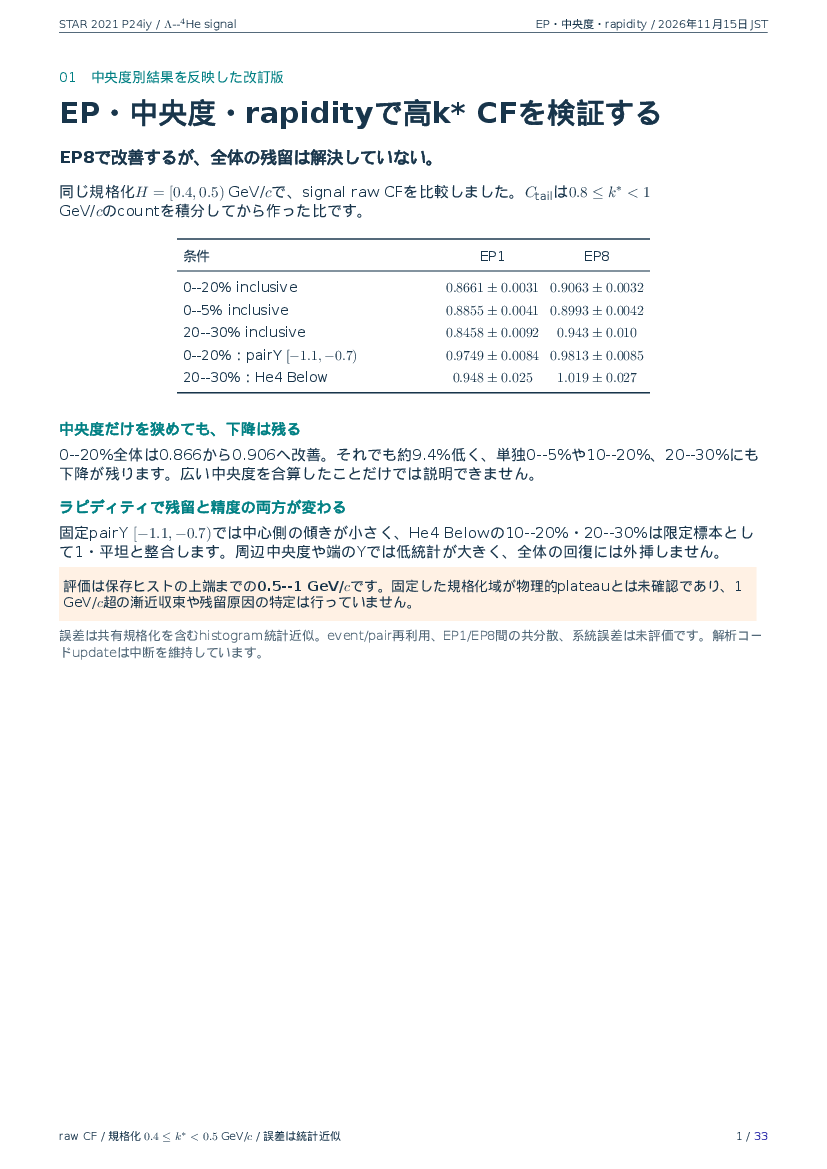 STAR 2021 P24iy / Λ--⁴He signal
EP・中央度・rapidity / 2026年11月15日 JST
01 中央度別結果を反映した改訂版
EP・中央度・rapidityで高k* CFを検証する
EP8で改善するが、全体の残留は解決していない。
同じ規格化H = [0.4, 0.5) GeV/cで、signal raw CFを比較しました。C_tailは0.8 ≤ k* < 1
GeV/cのcountを積分してから作った比です。
条件 EP1 EP8
0--20% inclusive 0.8661 ± 0.0031 0.9063 ± 0.0032
0--5% inclusive 0.8855 ± 0.0041 0.8993 ± 0.0042
20--30% inclusive 0.8458 ± 0.0092 0.943 ± 0.010
0--20%：pairY [−1.1, −0.7) 0.9749 ± 0.0084 0.9813 ± 0.0085
20--30%：He4 Below 0.948 ± 0.025 1.019 ± 0.027
中央度だけを狭めても、下降は残る
0--20%全体は0.866から0.906へ改善。それでも約9.4%低く、単独0--5%や10--20%、20--30%にも
下降が残ります。広い中央度を合算したことだけでは説明できません。
ラピディティで残留と精度の両方が変わる
固定pairY [−1.1, −0.7)では中心側の傾きが小さく、He4 Belowの10--20%・20--30%は限定標本とし
て1・平坦と整合します。周辺中央度や端のYでは低統計が大きく、全体の回復には外挿しません。
評価は保存ヒストの上端までの0.5--1 GeV/cです。固定した規格化域が物理的plateauとは未確認であり、1
GeV/c超の漸近収束や残留原因の特定は行っていません。
誤差は共有規格化を含むhistogram統計近似。event/pair再利用、EP1/EP8間の共分散、系統誤差は未評価です。解析コー
ドupdateは中断を維持しています。
raw CF / 規格化 0.4 ≤ k* < 0.5 GeV/c / 誤差は統計近似
1 / 33